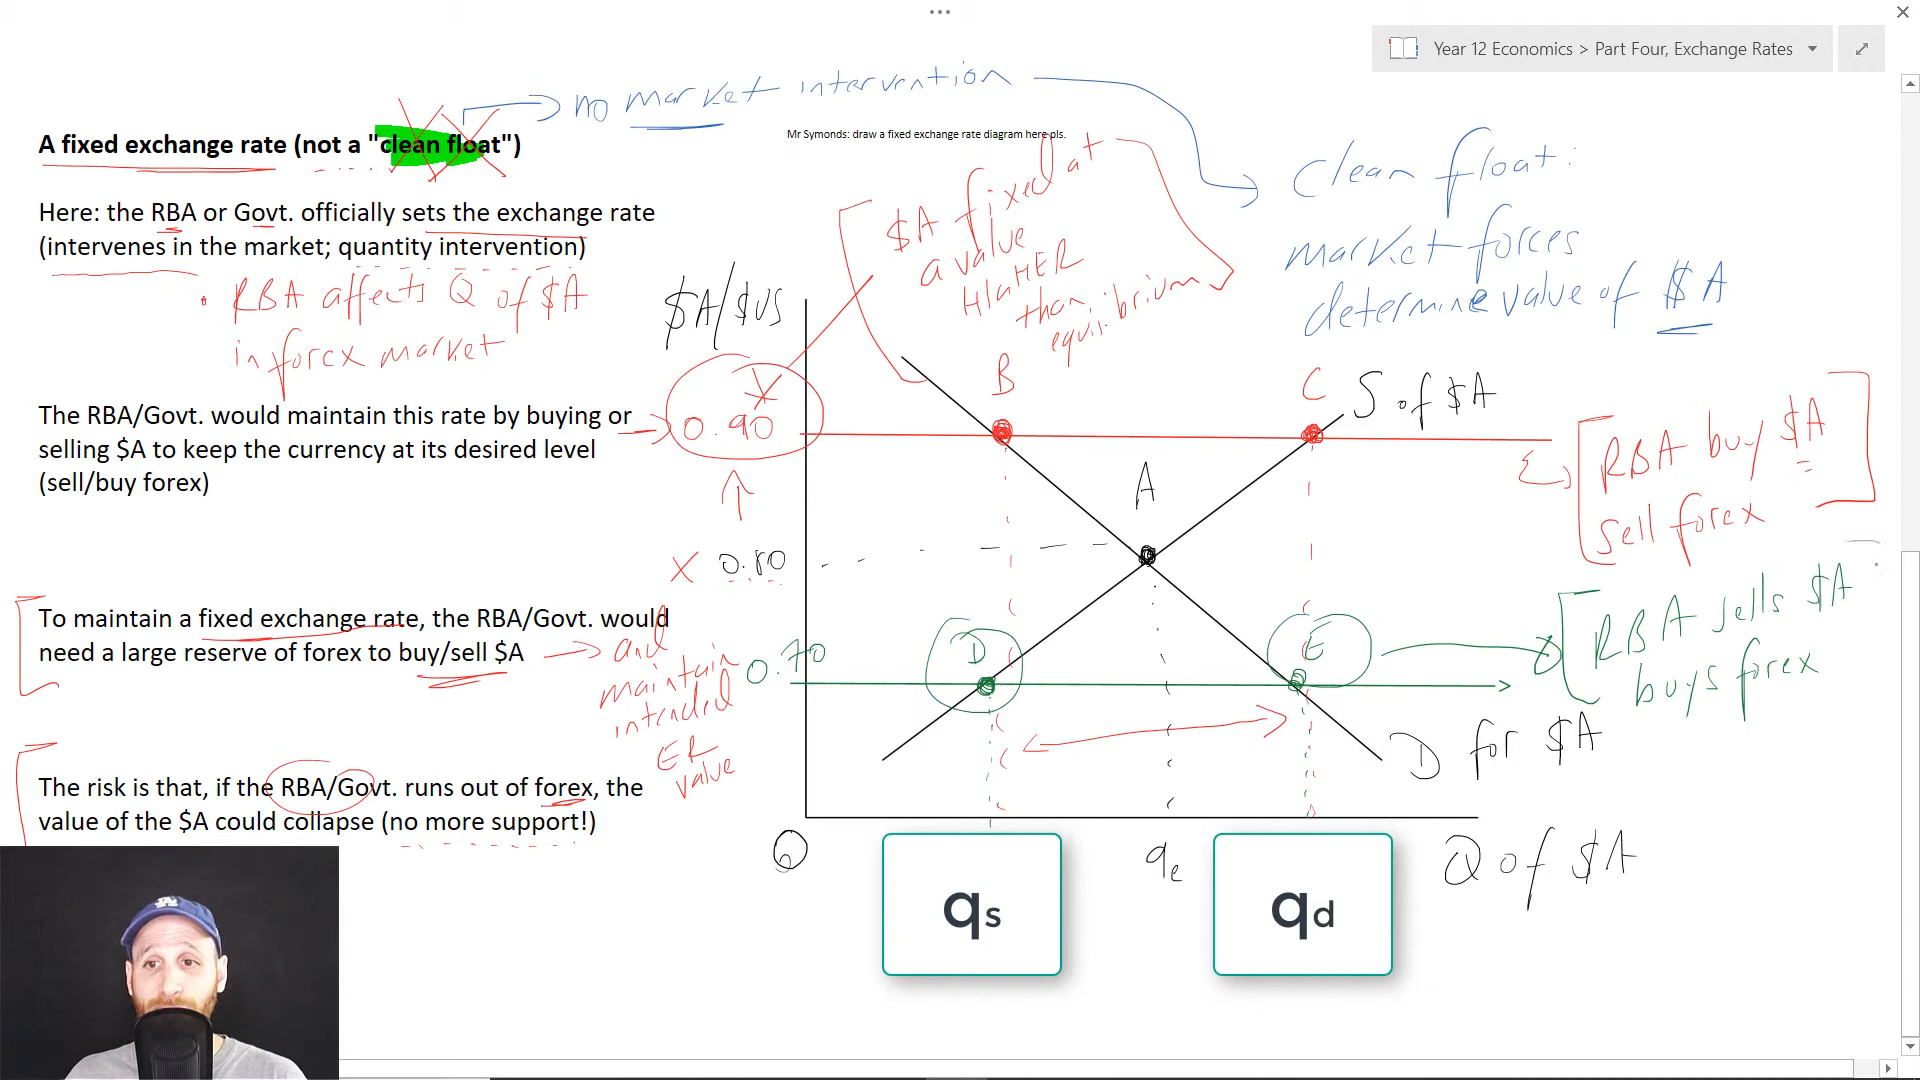 Year 12 Economics > Part Four, Exchange Rates
no market intervention
A fixed exchange rate (not a "clean float")
Mr Symonds: draw a fixed exchange rate diagram here pls.
Here: the RBA or Govt. officially sets the exchange rate
(intervenes in the market; quantity intervention)
• RBA affects Q of $A
in forex market
$A fixed at
a value
HIGHER
than
equilibrium
Clean float:
market forces
determine value of $A
$A/$US
0.90
The RBA/Govt. would maintain this rate by buying or
selling $A to keep the currency at its desired level
(sell/buy forex)
B
C
S of $A
RBA buy $A
sell forex
A
X 0.80
To maintain a fixed exchange rate, the RBA/Govt. would
need a large reserve of forex to buy/sell $A
and
maintain
intended
ER
value
0.70
D
E
RBA sells $A
buys forex
D for $A
The risk is that, if the RBA/Govt. runs out of forex, the
value of the $A could collapse (no more support!)
qs
qe
qd
Q of $A
LA